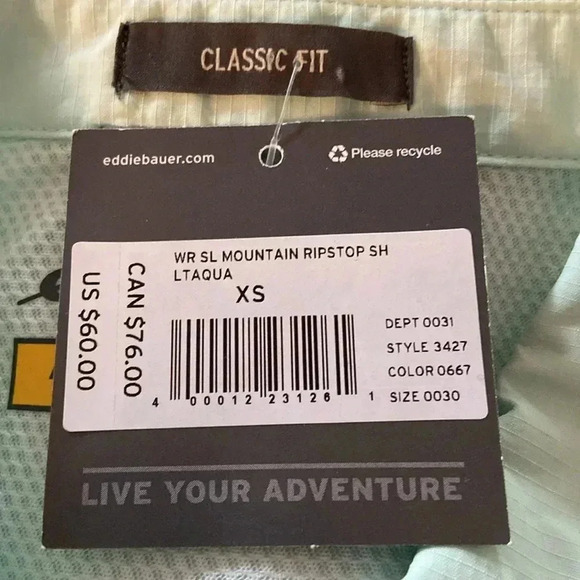 CLASSIC FIT
eddiebauer.com
Please recycle
WR SL MOUNTAIN RIPSTOP SH
LTAQUA
XS
CAN $76.00
US $60.00
DEPT 0031
STYLE 3427
COLOR 0667
SIZE 0030
4 00012 23126 1
LIVE YOUR ADVENTURE